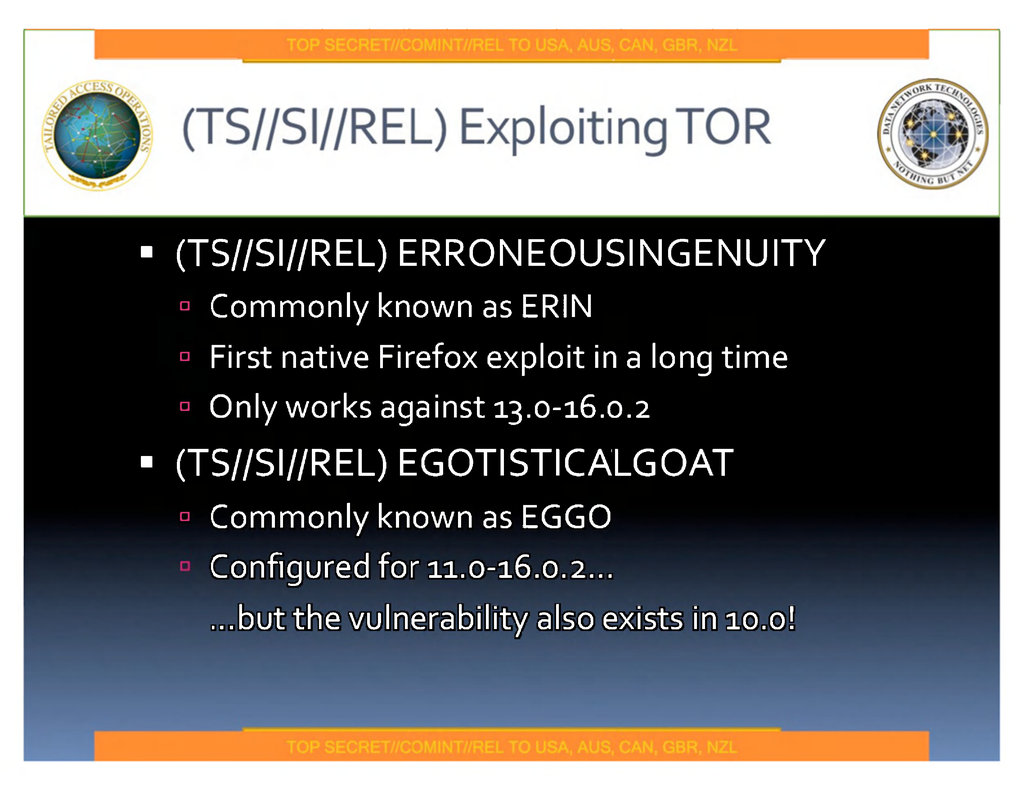 TOP SECRET//COMINT//REL TO USA, AUS, CAN, GBR, NZL
TAILORED ACCESS OPERATIONS
(TS//SI//REL) Exploiting TOR
DATA NETWORK TECHNOLOGIES
NOTHING BUT NET
(TS//SI//REL) ERRONEOUSINGENUITY
Commonly known as ERIN
First native Firefox exploit in a long time
Only works against 13.0-16.0.2
(TS//SI//REL) EGOTISTICALGOAT
Commonly known as EGGO
Configured for 11.0-16.0.2...
...but the vulnerability also exists in 10.0!
TOP SECRET//COMINT//REL TO USA, AUS, CAN, GBR, NZL